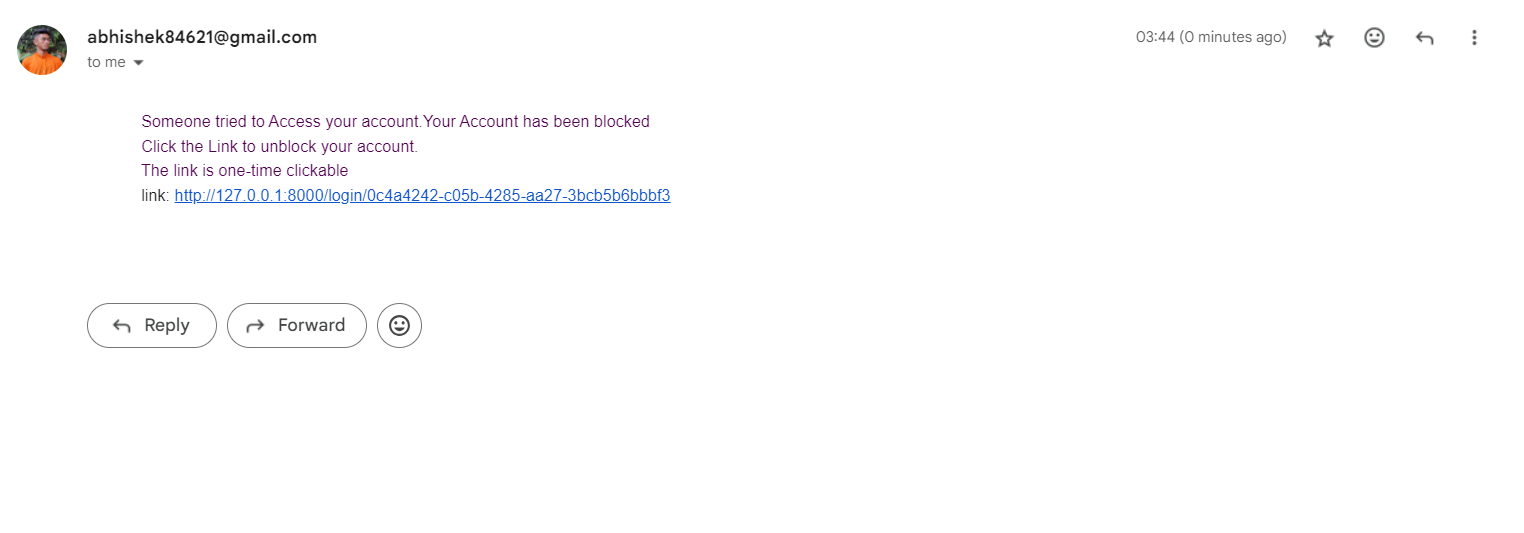 abhishek84621@gmail.com
03:44 (0 minutes ago)
to me
Someone tried to Access your account.Your Account has been blocked
Click the Link to unblock your account.
The link is one-time clickable
link: http://127.0.0.1:8000/login/0c4a4242-c05b-4285-aa27-3bcb5b6bbbf3
Reply
Forward